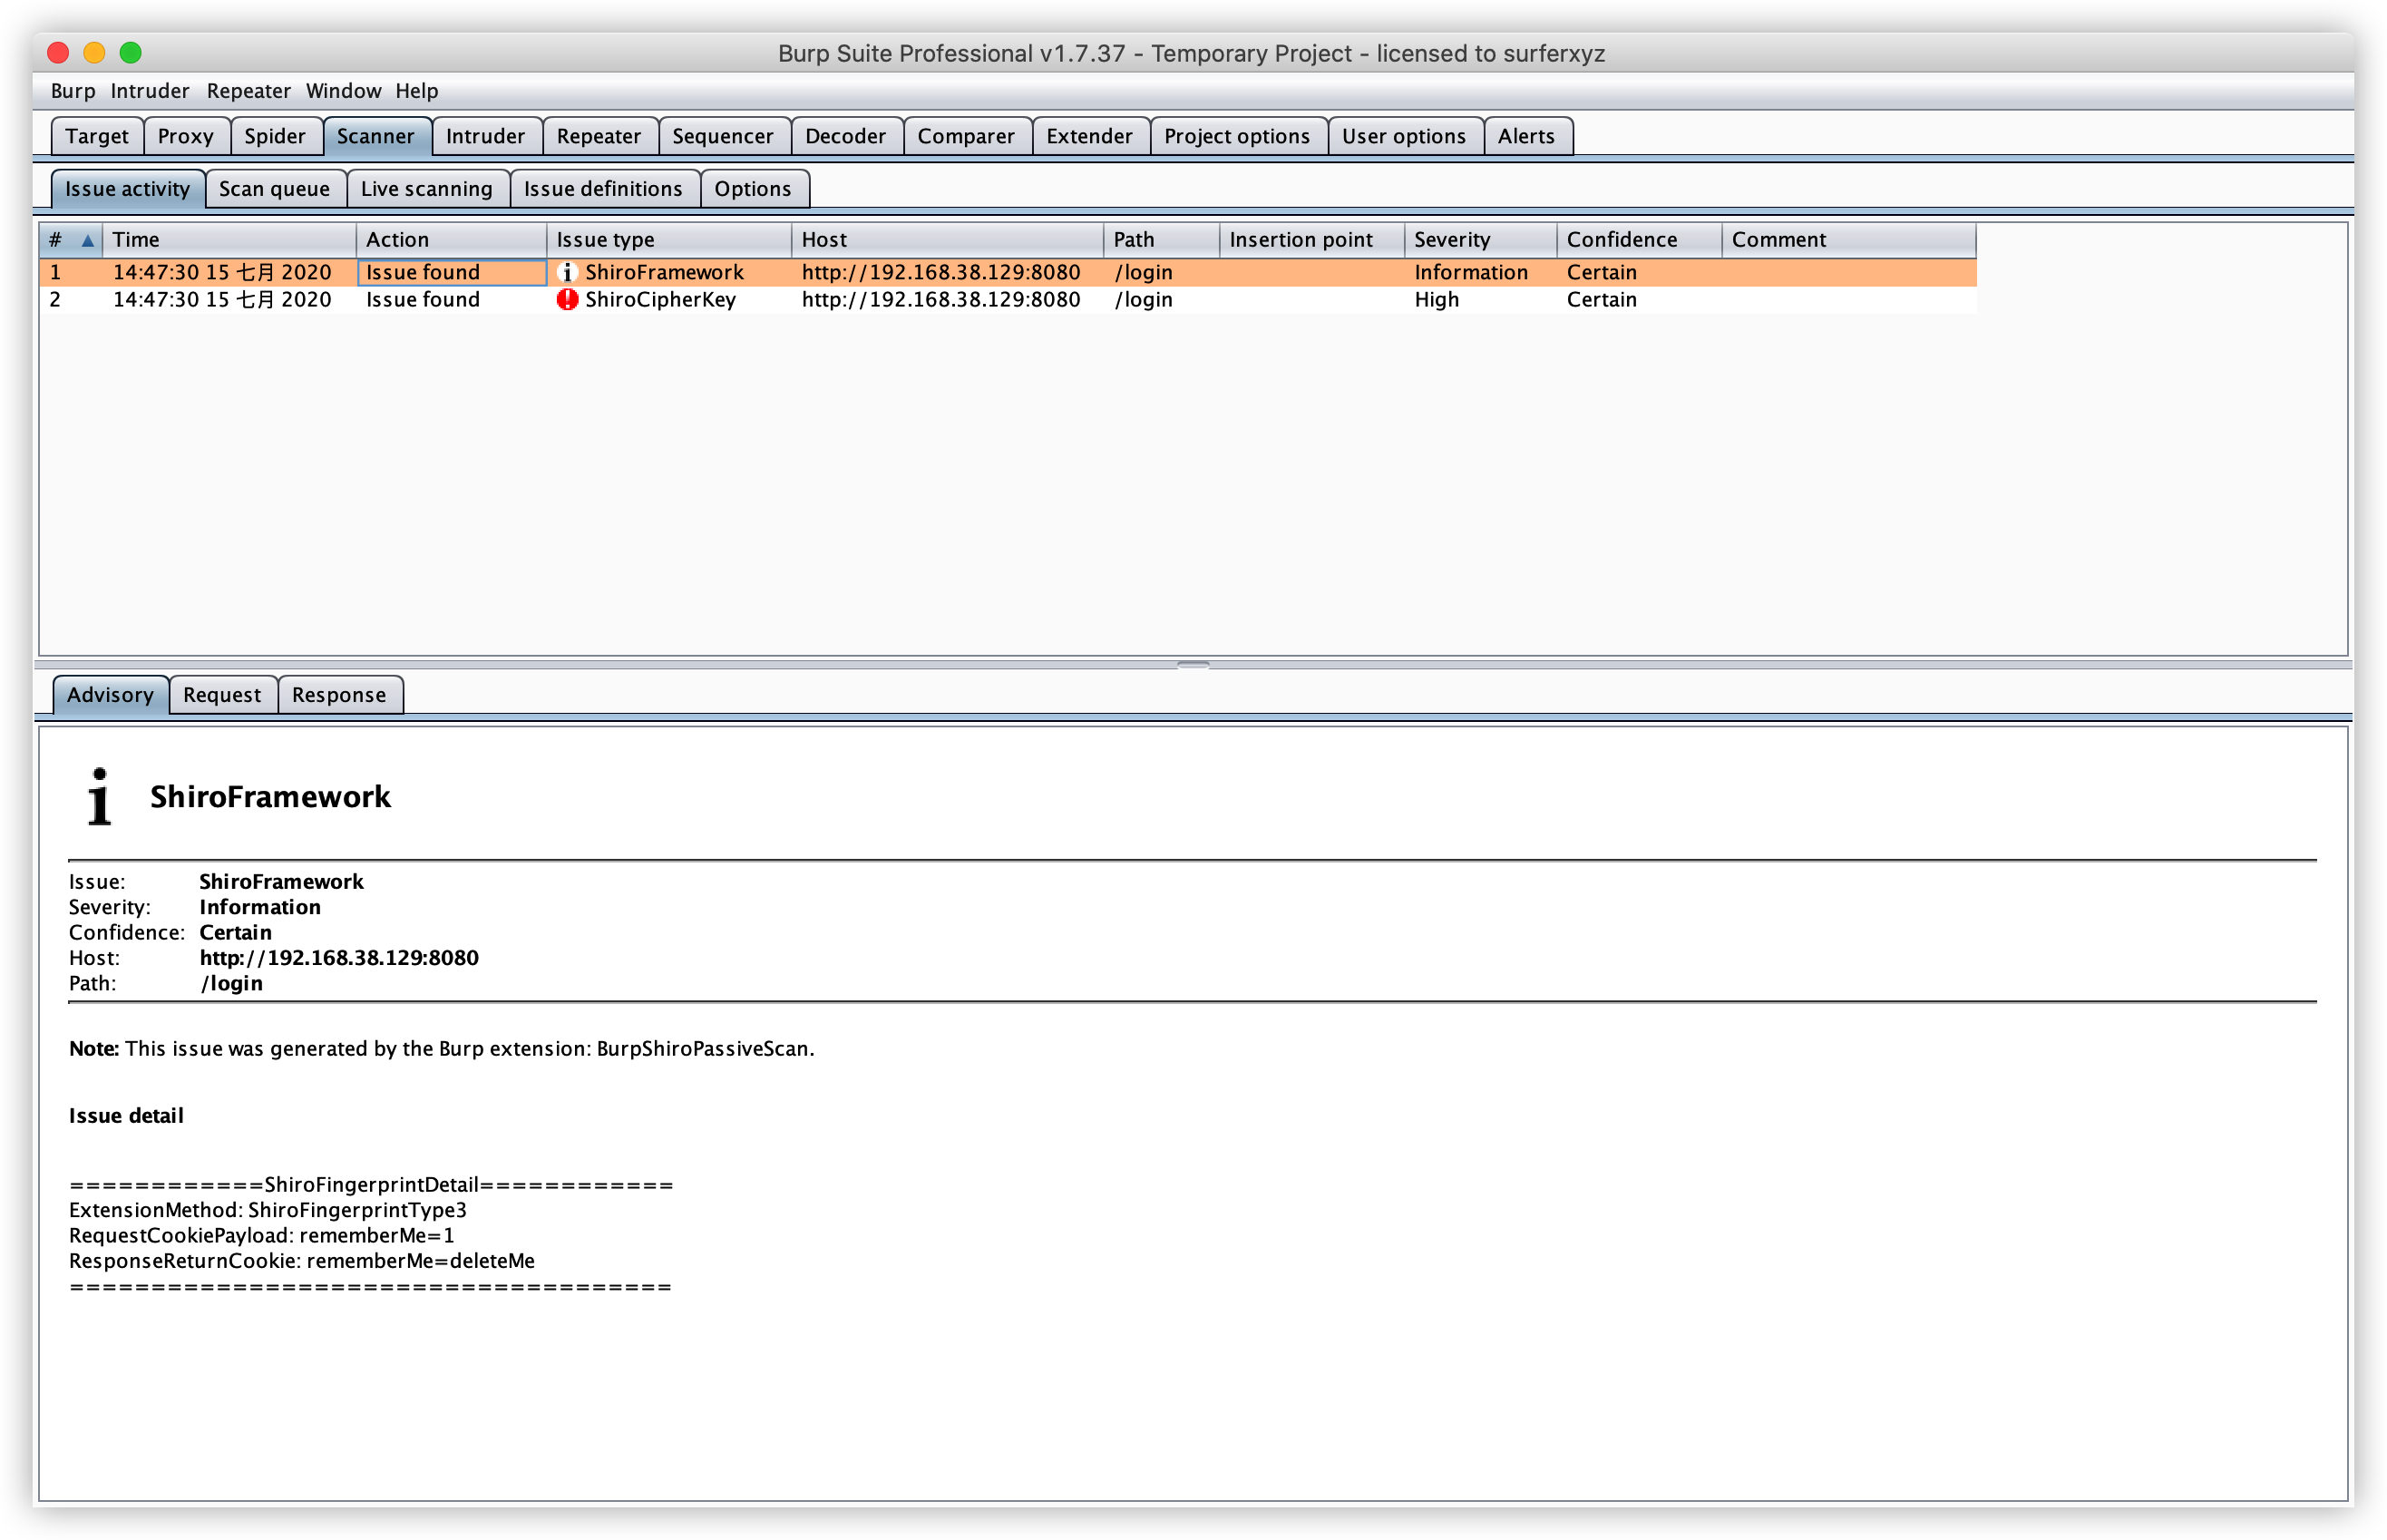 Burp Suite Professional v1.7.37 - Temporary Project - licensed to surferxyz
Burp Intruder Repeater Window Help
Target Proxy Spider Scanner Intruder Repeater Sequencer Decoder Comparer Extender Project options User options Alerts
Issue activity Scan queue Live scanning Issue definitions Options
# Time Action Issue type Host Path Insertion point Severity Confidence Comment
1 14:47:30 15 七月 2020 Issue found ShiroFramework http://192.168.38.129:8080 /login Information Certain
2 14:47:30 15 七月 2020 Issue found ShiroCipherKey http://192.168.38.129:8080 /login High Certain
Advisory Request Response
ShiroFramework
Issue: ShiroFramework
Severity: Information
Confidence: Certain
Host: http://192.168.38.129:8080
Path: /login
Note: This issue was generated by the Burp extension: BurpShiroPassiveScan.
Issue detail
============ShiroFingerprintDetail============
ExtensionMethod: ShiroFingerprintType3
RequestCookiePayload: rememberMe=1
ResponseReturnCookie: rememberMe=deleteMe
=====================================